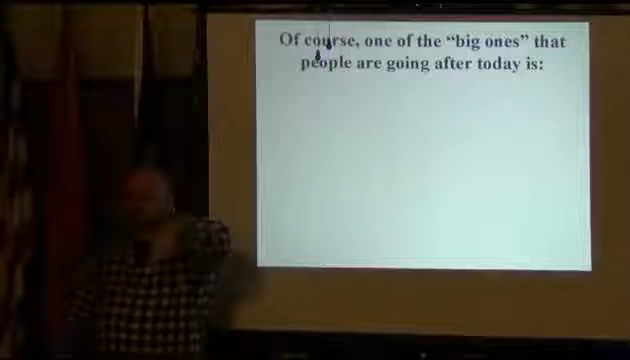 Of course, one of the “big ones” that
people are going after today is: